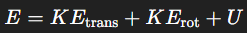 E = KE_trans + KE_rot + U